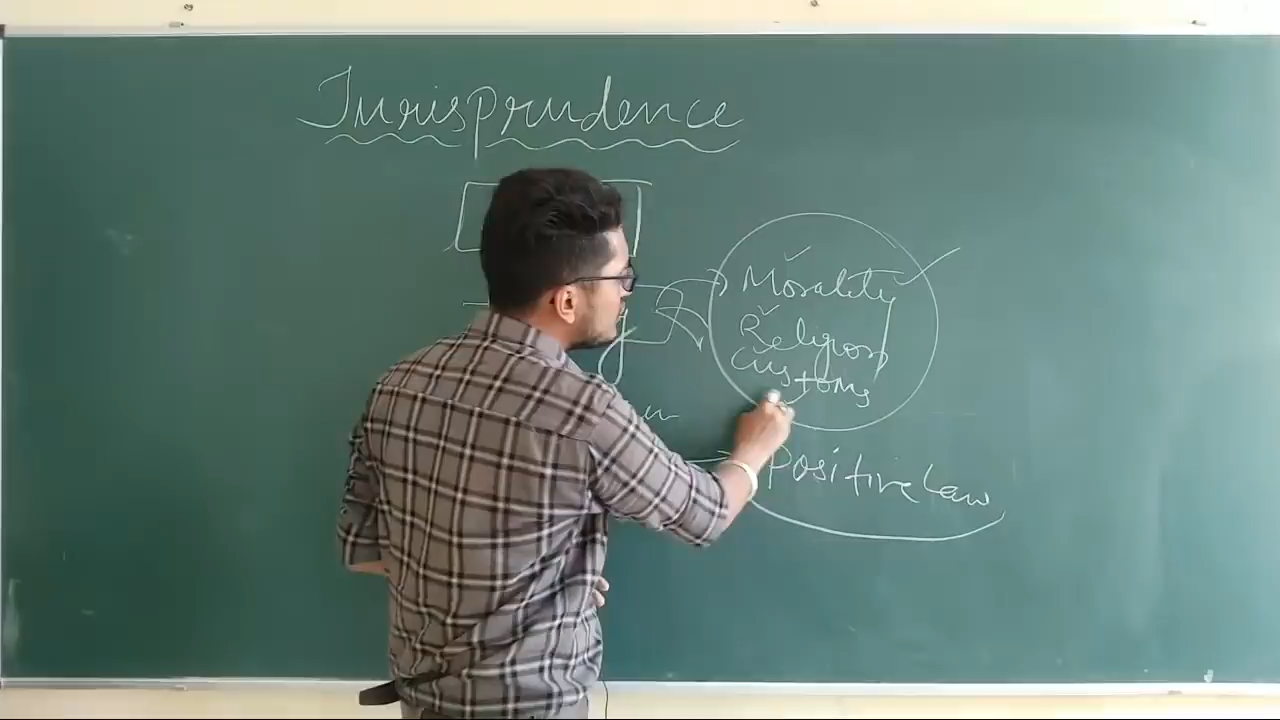 Jurisprudence
Morality
Religion
Customs
Positive Law